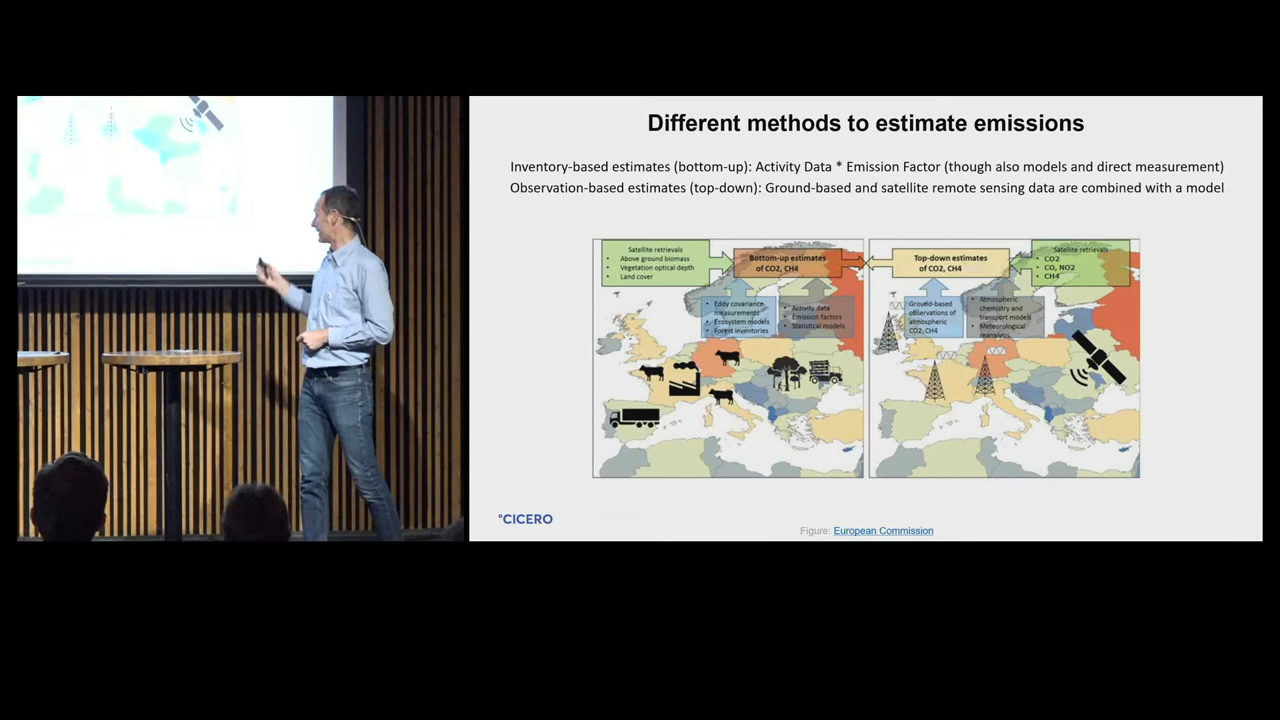 Different methods to estimate emissions
Inventory-based estimates (bottom-up): Activity Data * Emission Factor (though also models and direct measurement)
Observation-based estimates (top-down): Ground-based and satellite remote sensing data are combined with a model
Satellite retrievals
• Above ground biomass
• Vegetation optical depth
• Land cover
Bottom-up estimates
of CO2, CH4
• Eddy covariance
measurements
• Ecosystem models
• Forest inventories
• Activity data
• Emission factors
• Statistical models
Top-down estimates
of CO2, CH4
Satellite retrievals
• CO2
• CO, NO2
• CH4
Ground-based
observations of
atmospheric
CO2, CH4
• Atmospheric
chemistry and
transport models
• Meteorological
reanalysis
°CICERO
Figure: European Commission